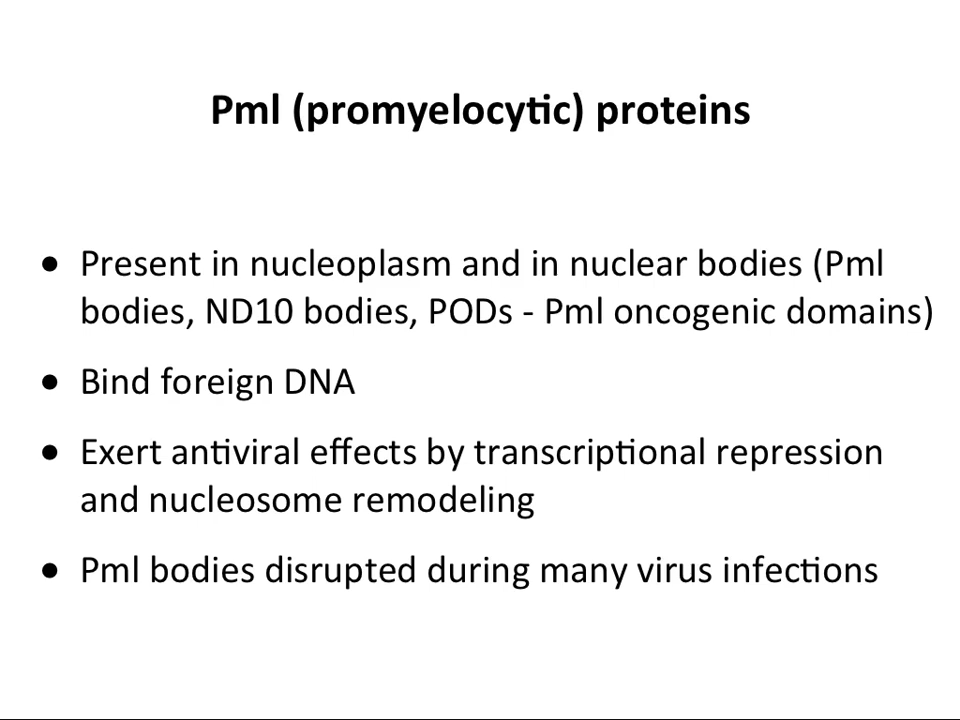 Pml (promyelocytic) proteins
• Present in nucleoplasm and in nuclear bodies (Pml
bodies, ND10 bodies, PODs - Pml oncogenic domains)
• Bind foreign DNA
• Exert antiviral effects by transcriptional repression
and nucleosome remodeling
• Pml bodies disrupted during many virus infections